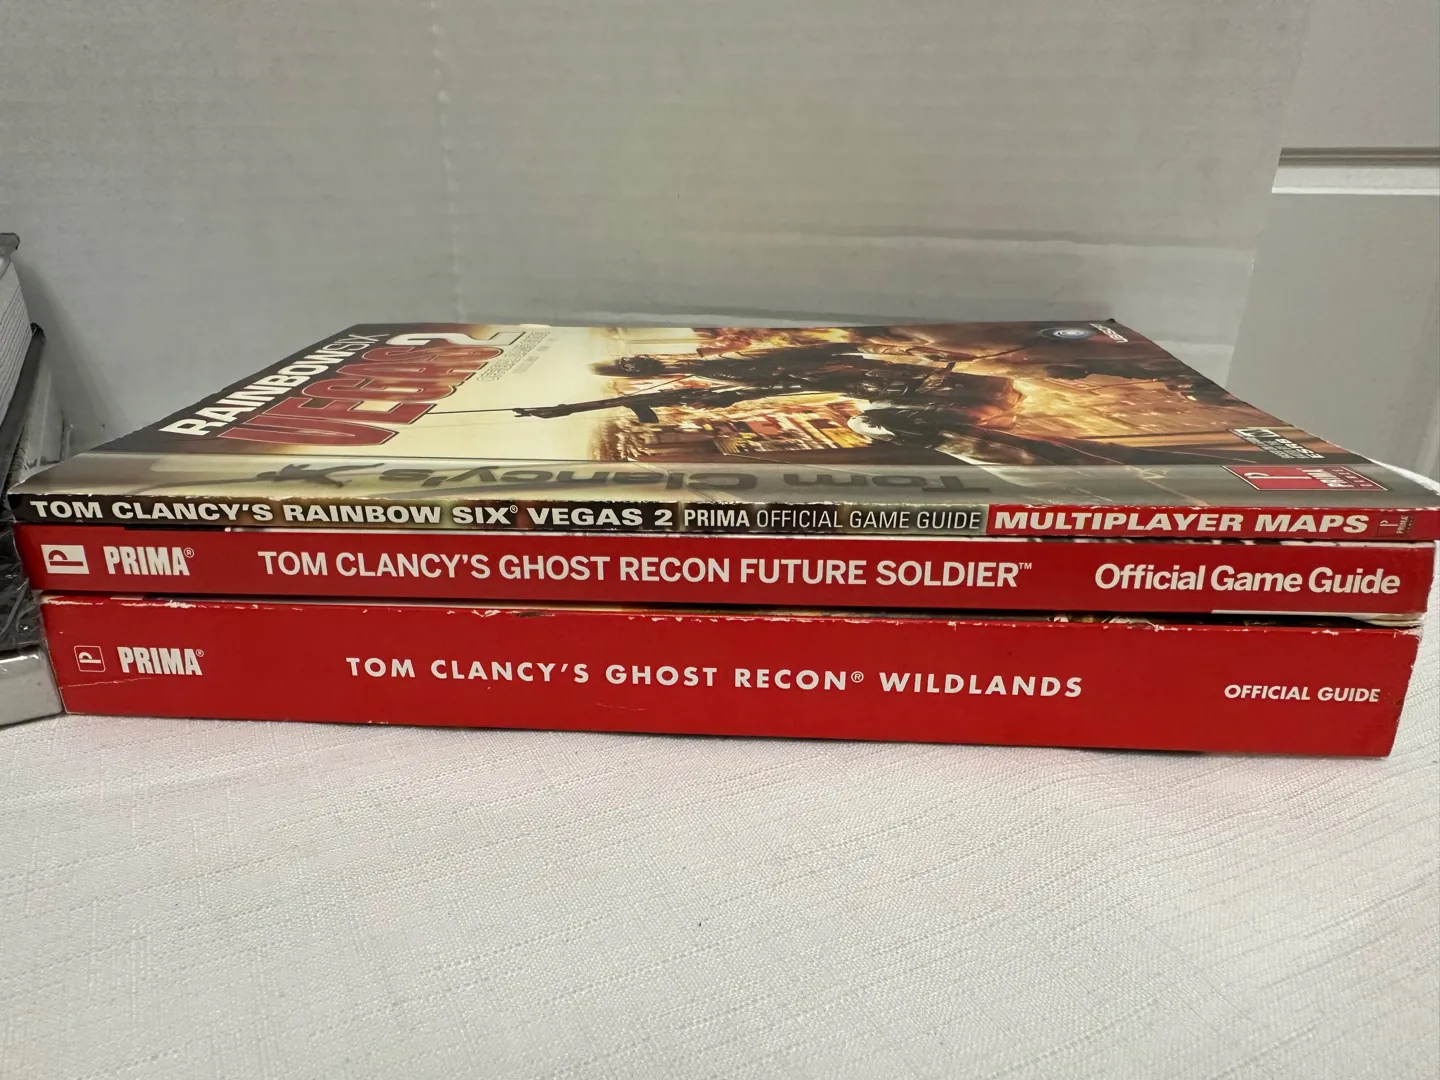 RAINBOW SIX
VEGAS 2
Tom Clancy's
PRIMA
TOM CLANCY'S RAINBOW SIX® VEGAS 2 PRIMA OFFICIAL GAME GUIDE MULTIPLAYER MAPS
PRIMA® TOM CLANCY'S GHOST RECON FUTURE SOLDIER™ Official Game Guide
PRIMA® TOM CLANCY'S GHOST RECON® WILDLANDS OFFICIAL GUIDE